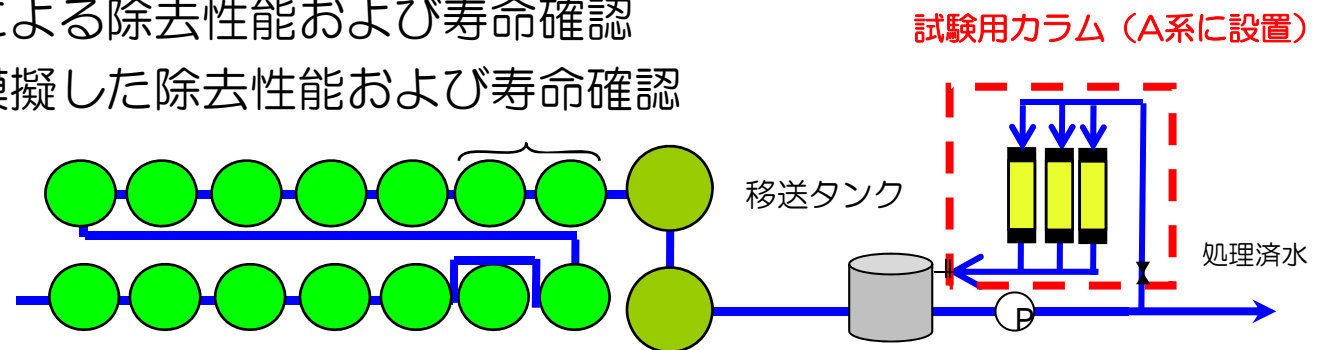 による除去性能および寿命確認
模擬した除去性能および寿命確認
試験用カラム（A系に設置）
移送タンク
処理済水
P